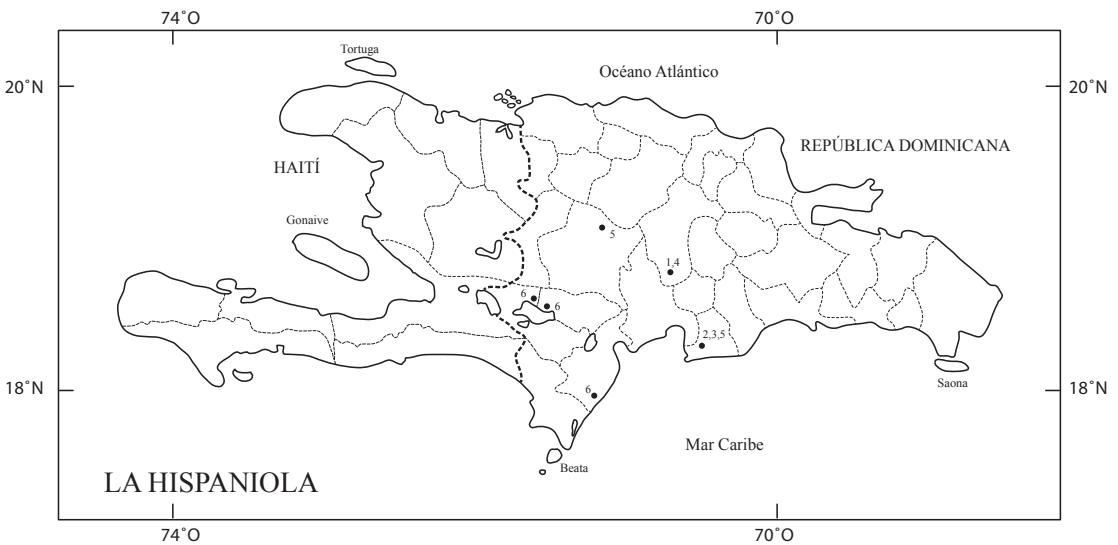 74˚O
70˚O
Tortuga
Océano Atlántico
20˚N
20˚N
REPÚBLICA DOMINICANA
HAITÍ
Gonaive
5
1,4
6
6
2,3,5
6
18˚N
18˚N
Saona
Mar Caribe
Beata
LA HISPANIOLA
74˚O
70˚O